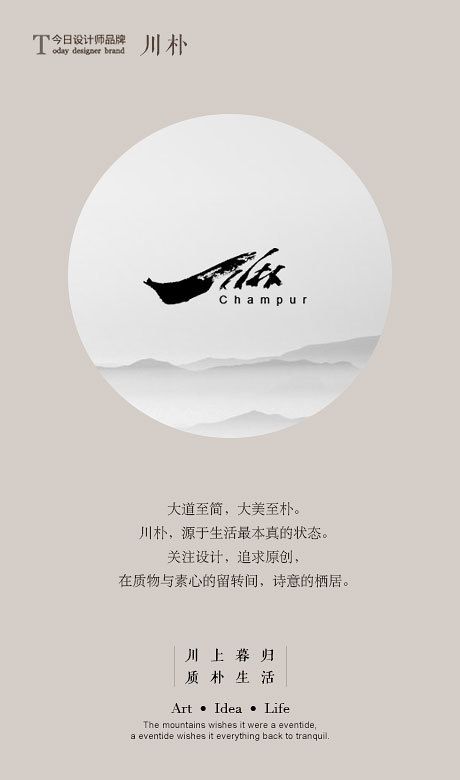 T今日设计师品牌 川朴
oday designer brand
川朴
Champur
大道至简，大美至朴。
川朴，源于生活最本真的状态。
关注设计，追求原创，
在质物与素心的留转间，诗意的栖居。
川上暮归
质朴生活
Art • Idea • Life
The mountains wishes it were a eventide,
a eventide wishes it everything back to tranquil.